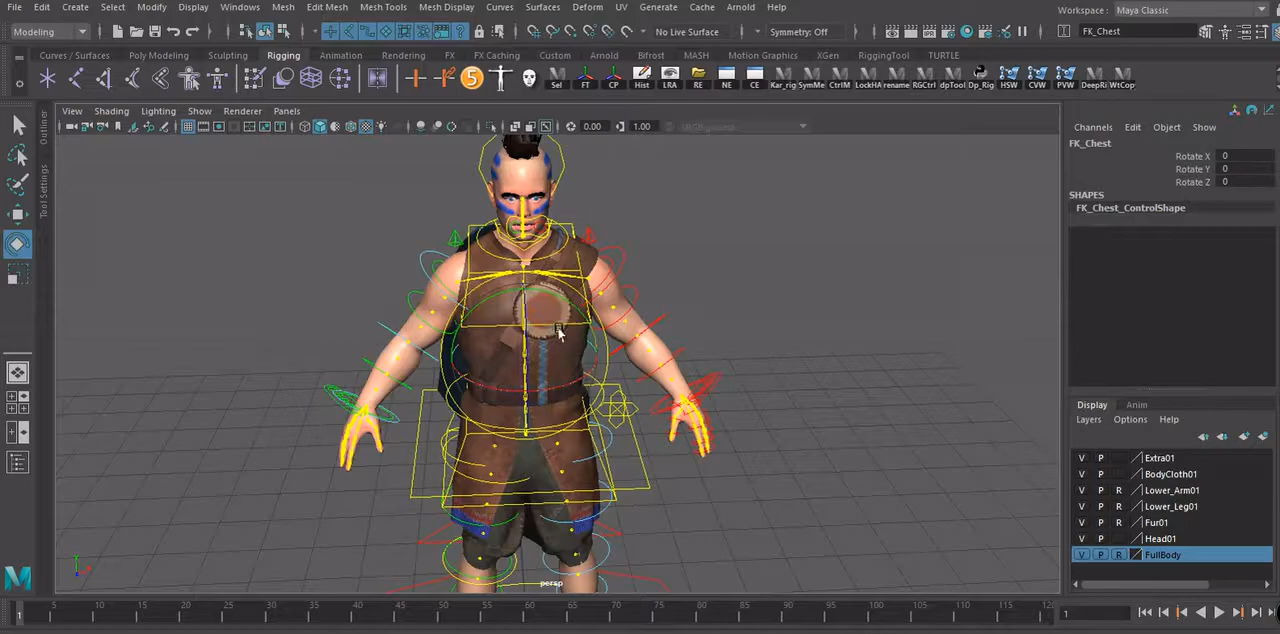 File Edit Create Select Modify Display Windows Mesh Edit Mesh Mesh Tools Mesh Display Curves Surfaces Deform UV Generate Cache Arnold Help
Workspace : Maya Classic
Modeling No Live Surface Symmetry: Off FK_Chest
Curves / Surfaces Poly Modeling Sculpting Rigging Animation Rendering FX FX Caching Custom Arnold Bifrost MASH Motion Graphics XGen RiggingTool TURTLE
Sel FT CP Hist LRA RE NE CE Kar_rig SymMe CtrlM LockHA rename RGCtrl dpTool Dp_Rig HSW CVW PVW DeepRi WtCop
View Shading Lighting Show Renderer Panels
0.00 1.00
Outliner
Tool Settings
persp
Channels Edit Object Show
FK_Chest
Rotate X 0
Rotate Y 0
Rotate Z 0
SHAPES
FK_Chest_ControlShape
Display Anim
Layers Options Help
V P Extra01
V P BodyCloth01
V P R Lower_Arm01
V P R Lower_Leg01
V P R Fur01
V P Head01
V P R FullBody
1 5 10 15 20 25 30 35 40 45 50 55 60 65 70 75 80 85 90 95 100 105 110 115 120
1